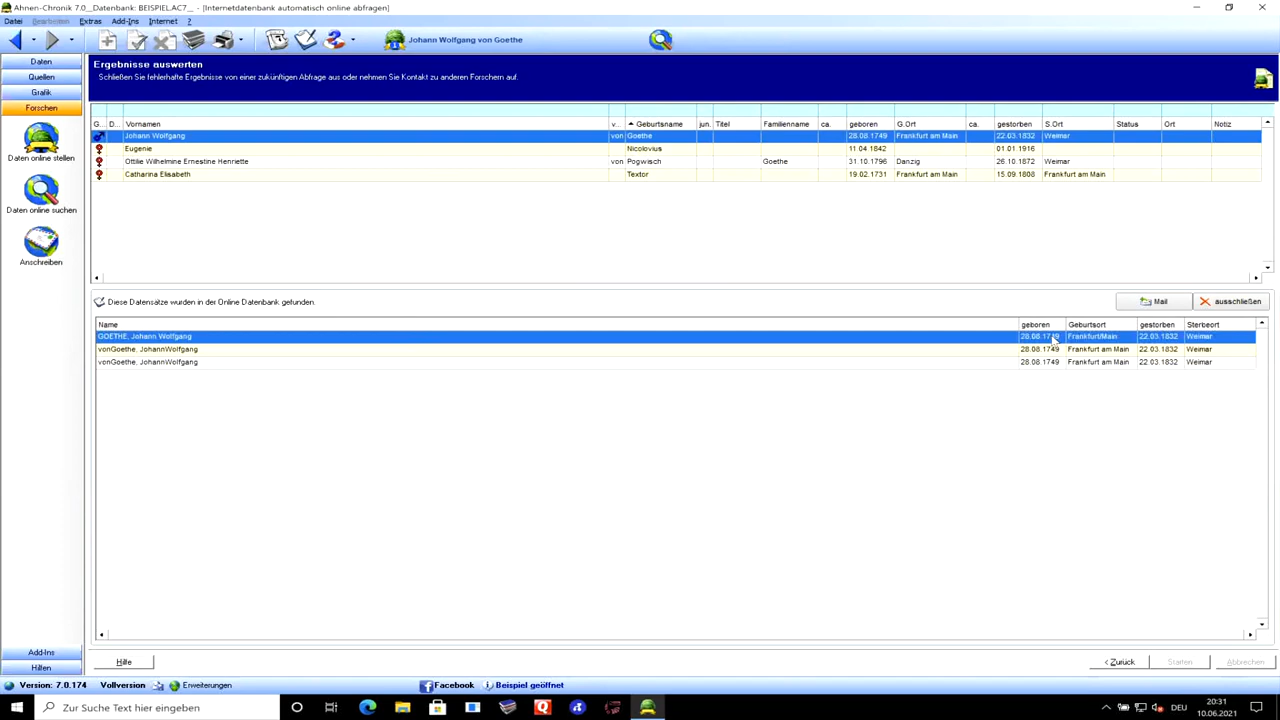 Ahnen-Chronik 7.0__Datenbank: BEISPIEL.AC7__ - [Internetdatenbank automatisch online abfragen]
Datei Bearbeiten Extras Add-Ins Internet ?
Johann Wolfgang von Goethe
Daten
Quellen
Grafik
Forschen
Daten online stellen
Daten online suchen
Anschreiben
Ergebnisse auswerten
Schließen Sie fehlerhafte Ergebnisse von einer zukünftigen Abfrage aus oder nehmen Sie Kontakt zu anderen Forschern auf.
G... D... Vornamen v... Geburtsname jun. Titel Familienname ca. geboren G.Ort ca. gestorben S.Ort Status Ort Notiz
Johann Wolfgang von Goethe 28.08.1749 Frankfurt am Main 22.03.1832 Weimar
Eugenie Nicolovius 11.04.1842 01.01.1916
Ottilie Wilhelmine Ernestine Henriette von Pogwisch Goethe 31.10.1796 Danzig 26.10.1872 Weimar
Catharina Elisabeth Textor 19.02.1731 Frankfurt am Main 15.09.1808 Frankfurt am Main
Diese Datensätze wurden in der Online Datenbank gefunden. Mail ausschließen
Name geboren Geburtsort gestorben Sterbeort
GOETHE, Johann Wolfgang 28.08.1749 Frankfurt/Main 22.03.1832 Weimar
vonGoethe, JohannWolfgang 28.08.1749 Frankfurt am Main 22.03.1832 Weimar
vonGoethe, JohannWolfgang 28.08.1749 Frankfurt am Main 22.03.1832 Weimar
Add-Ins
Hilfen
Hilfe < Zurück Starten Abbrechen
Version: 7.0.174 Vollversion Erweiterungen Facebook Beispiel geöffnet
Zur Suche Text hier eingeben DEU 20:31
10.06.2021